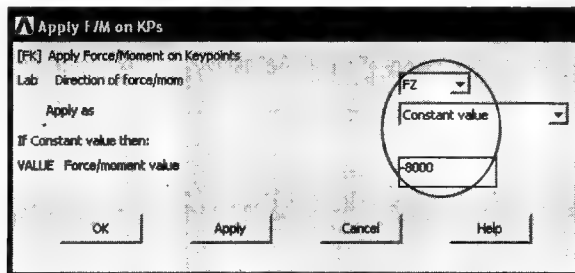 Apply F/M on KPs
[FK] Apply Force/Moment on Keypoints
Lab Direction of force/mom
FZ
Apply as
Constant value
If Constant value then:
VALUE Force/moment value
-8000
OK Apply Cancel Help